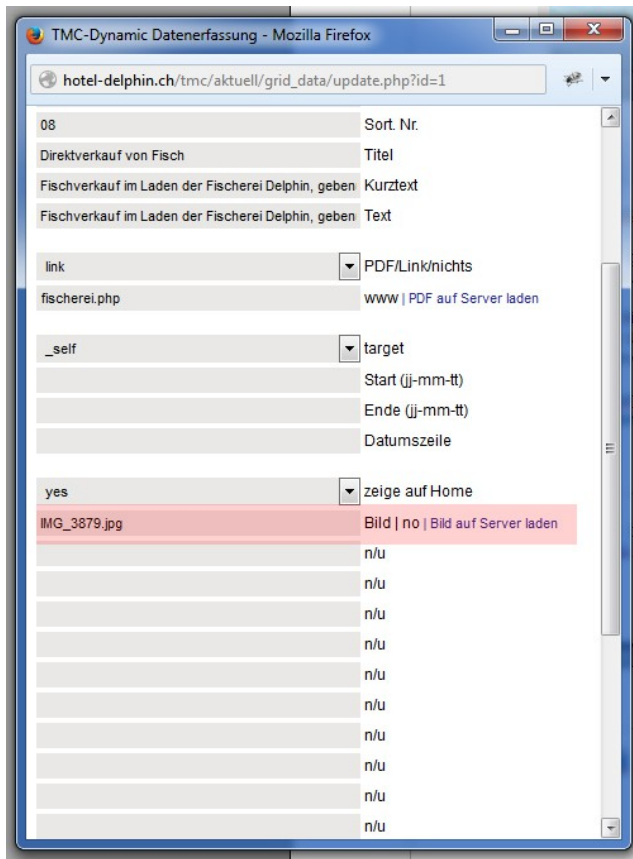 TMC-Dynamic Datenerfassung - Mozilla Firefox
hotel-delphin.ch/tmc/aktuell/grid_data/update.php?id=1
08 Sort. Nr.
Direktverkauf von Fisch Titel
Fischverkauf im Laden der Fischerei Delphin, geben Kurztext
Fischverkauf im Laden der Fischerei Delphin, geben Text
link PDF/Link/nichts
fischerei.php www | PDF auf Server laden
_self target
Start (jj-mm-tt)
Ende (jj-mm-tt)
Datumszeile
yes zeige auf Home
IMG_3879.jpg Bild | no | Bild auf Server laden
n/u
n/u
n/u
n/u
n/u
n/u
n/u
n/u
n/u
n/u